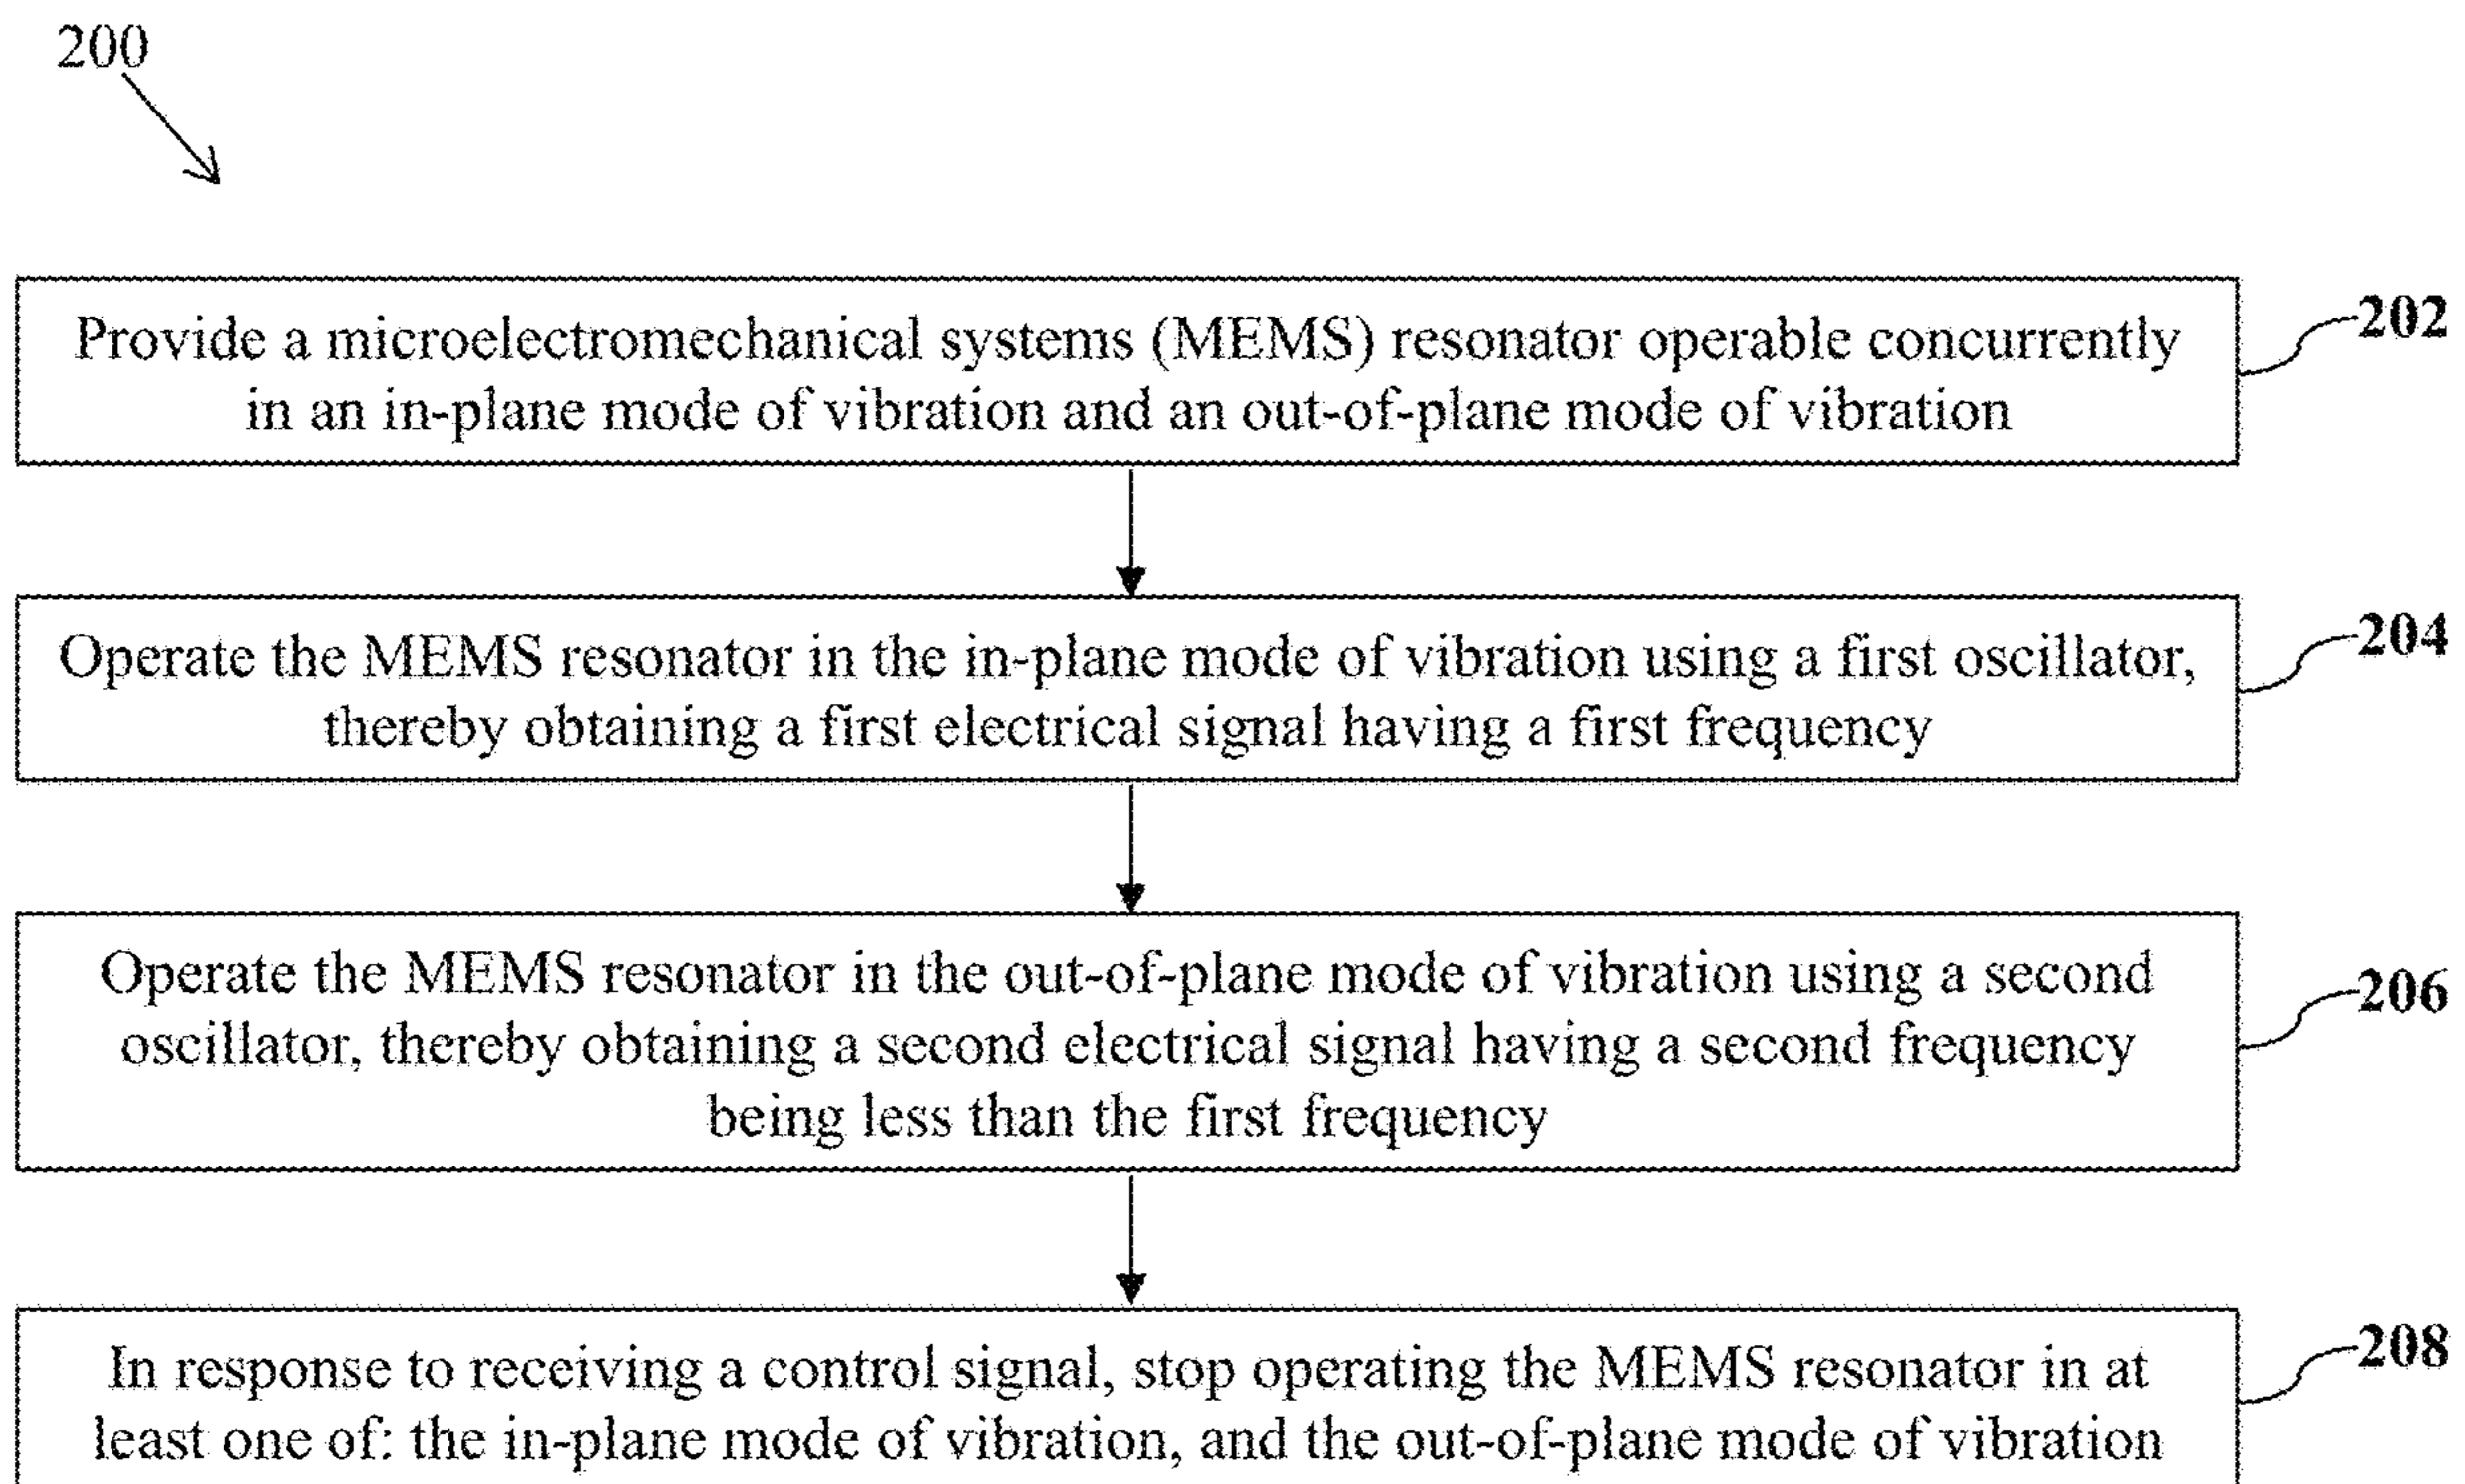 200
Provide a microelectromechanical systems (MEMS) resonator operable concurrently
in an in-plane mode of vibration and an out-of-plane mode of vibration
202
Operate the MEMS resonator in the in-plane mode of vibration using a first oscillator,
thereby obtaining a first electrical signal having a first frequency
204
Operate the MEMS resonator in the out-of-plane mode of vibration using a second
oscillator, thereby obtaining a second electrical signal having a second frequency
being less than the first frequency
206
In response to receiving a control signal, stop operating the MEMS resonator in at
least one of: the in-plane mode of vibration, and the out-of-plane mode of vibration
208